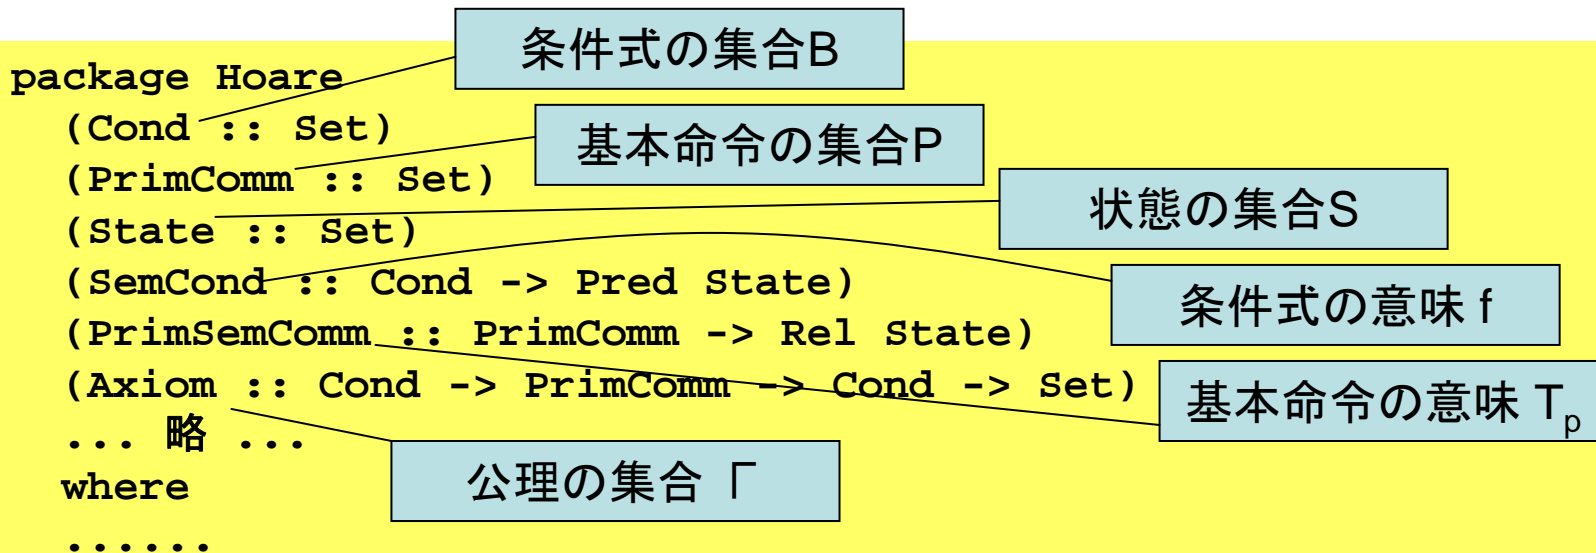 条件式の集合B
package Hoare
(Cond :: Set)
基本命令の集合P
(PrimComm :: Set)
状態の集合S
(State :: Set)
(SemCond :: Cond -> Pred State)
条件式の意味 f
(PrimSemComm :: PrimComm -> Rel State)
(Axiom :: Cond -> PrimComm -> Cond -> Set)
基本命令の意味 Tp
... 略 ...
公理の集合 Γ
where
......